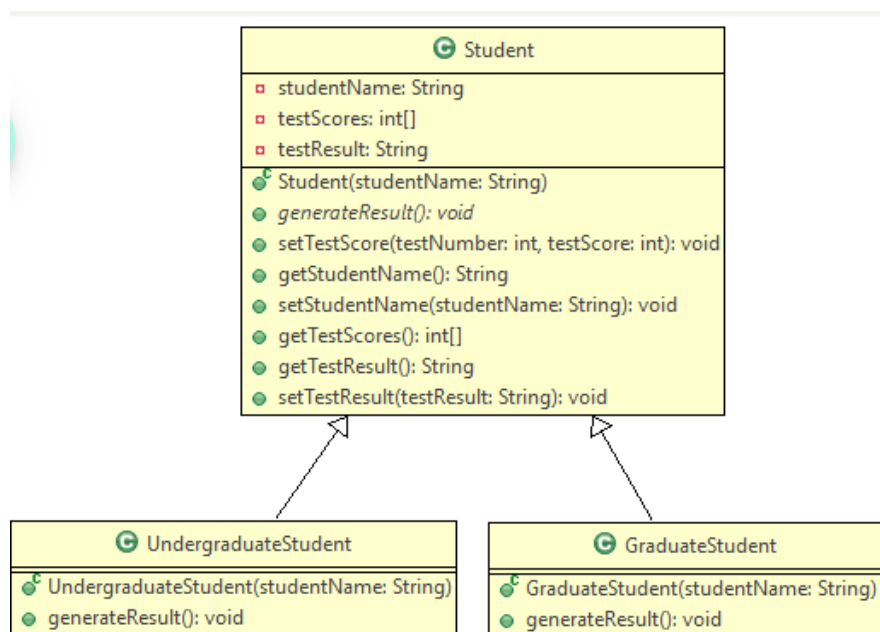 Student
studentName: String
testScores: int[]
testResult: String
Student(studentName: String)
generateResult(): void
setTestScore(testNumber: int, testScore: int): void
getStudentName(): String
setStudentName(studentName: String): void
getTestScores(): int[]
getTestResult(): String
setTestResult(testResult: String): void
UndergraduateStudent
UndergraduateStudent(studentName: String)
generateResult(): void
GraduateStudent
GraduateStudent(studentName: String)
generateResult(): void